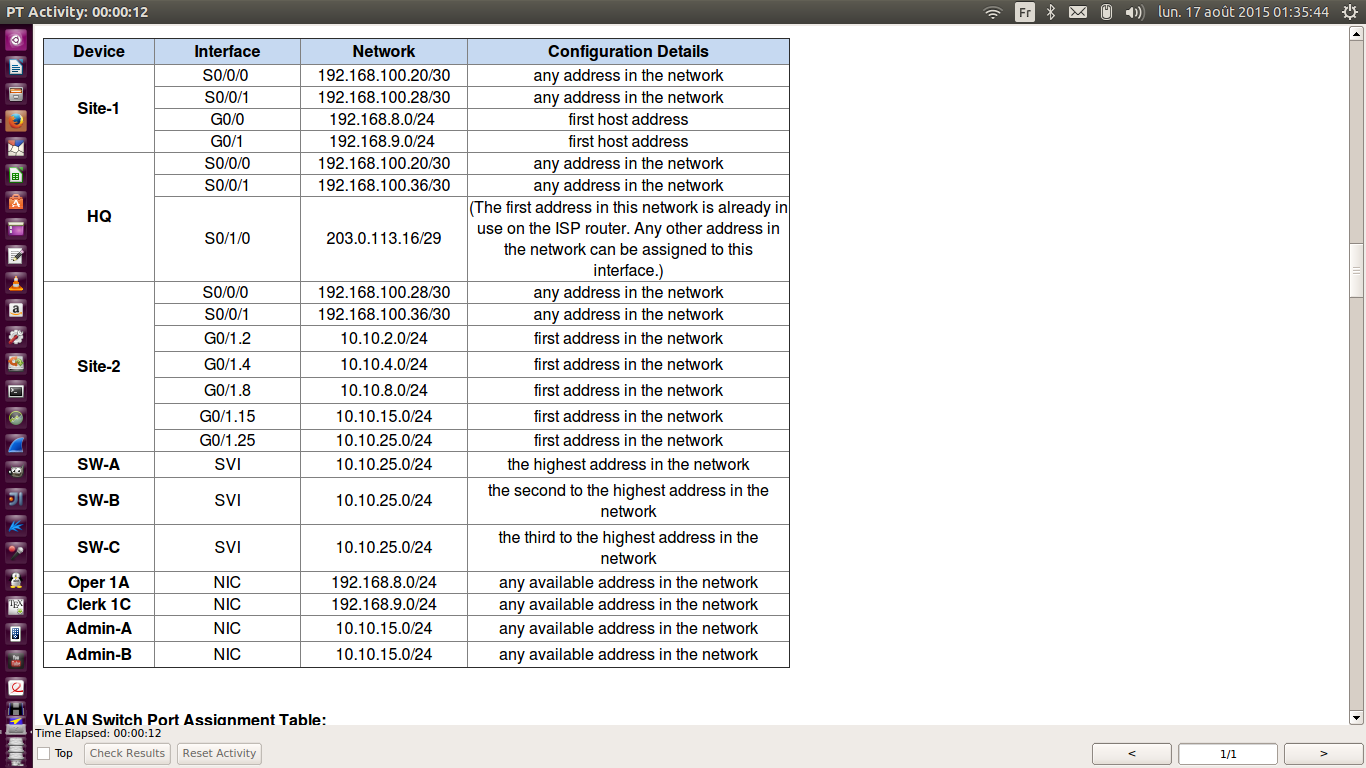 PT Activity: 00:00:12 Fr lun. 17 août 2015 01:35:44
Device Interface Network Configuration Details
Site-1
S0/0/0 192.168.100.20/30 any address in the network
S0/0/1 192.168.100.28/30 any address in the network
G0/0 192.168.8.0/24 first host address
G0/1 192.168.9.0/24 first host address
HQ
S0/0/0 192.168.100.20/30 any address in the network
S0/0/1 192.168.100.36/30 any address in the network
S0/1/0 203.0.113.16/29
(The first address in this network is already in
use on the ISP router. Any other address in
the network can be assigned to this
interface.)
Site-2
S0/0/0 192.168.100.28/30 any address in the network
S0/0/1 192.168.100.36/30 any address in the network
G0/1.2 10.10.2.0/24 first address in the network
G0/1.4 10.10.4.0/24 first address in the network
G0/1.8 10.10.8.0/24 first address in the network
G0/1.15 10.10.15.0/24 first address in the network
G0/1.25 10.10.25.0/24 first address in the network
SW-A SVI 10.10.25.0/24 the highest address in the network
SW-B SVI 10.10.25.0/24 the second to the highest address in the
network
SW-C SVI 10.10.25.0/24 the third to the highest address in the
network
Oper 1A NIC 192.168.8.0/24 any available address in the network
Clerk 1C NIC 192.168.9.0/24 any available address in the network
Admin-A NIC 10.10.15.0/24 any available address in the network
Admin-B NIC 10.10.15.0/24 any available address in the network
VLAN Switch Port Assignment Table:
Time Elapsed: 00:00:12
Top Check Results Reset Activity < 1/1 >